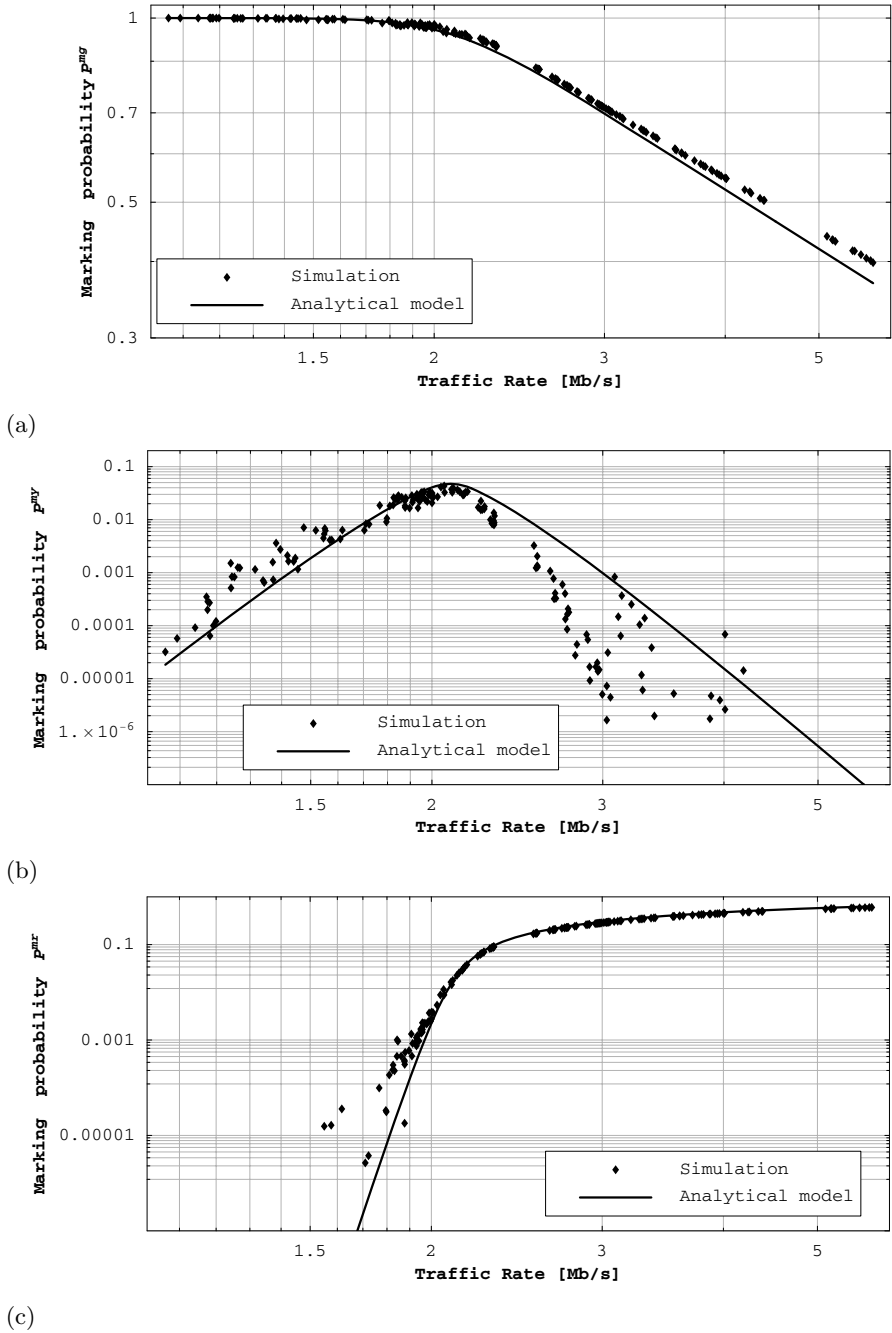 1
0.7
0.5
0.3
Marking probability P^mg
Simulation
Analytical model
1.5 2 3 5
Traffic Rate [Mb/s]
(a)
0.1
0.01
0.001
0.0001
0.00001
1. × 10^-6
Marking probability P^my
Simulation
Analytical model
1.5 2 3 5
Traffic Rate [Mb/s]
(b)
0.1
0.001
0.00001
Marking probability P^mr
Simulation
Analytical model
1.5 2 3 5
Traffic Rate [Mb/s]
(c)